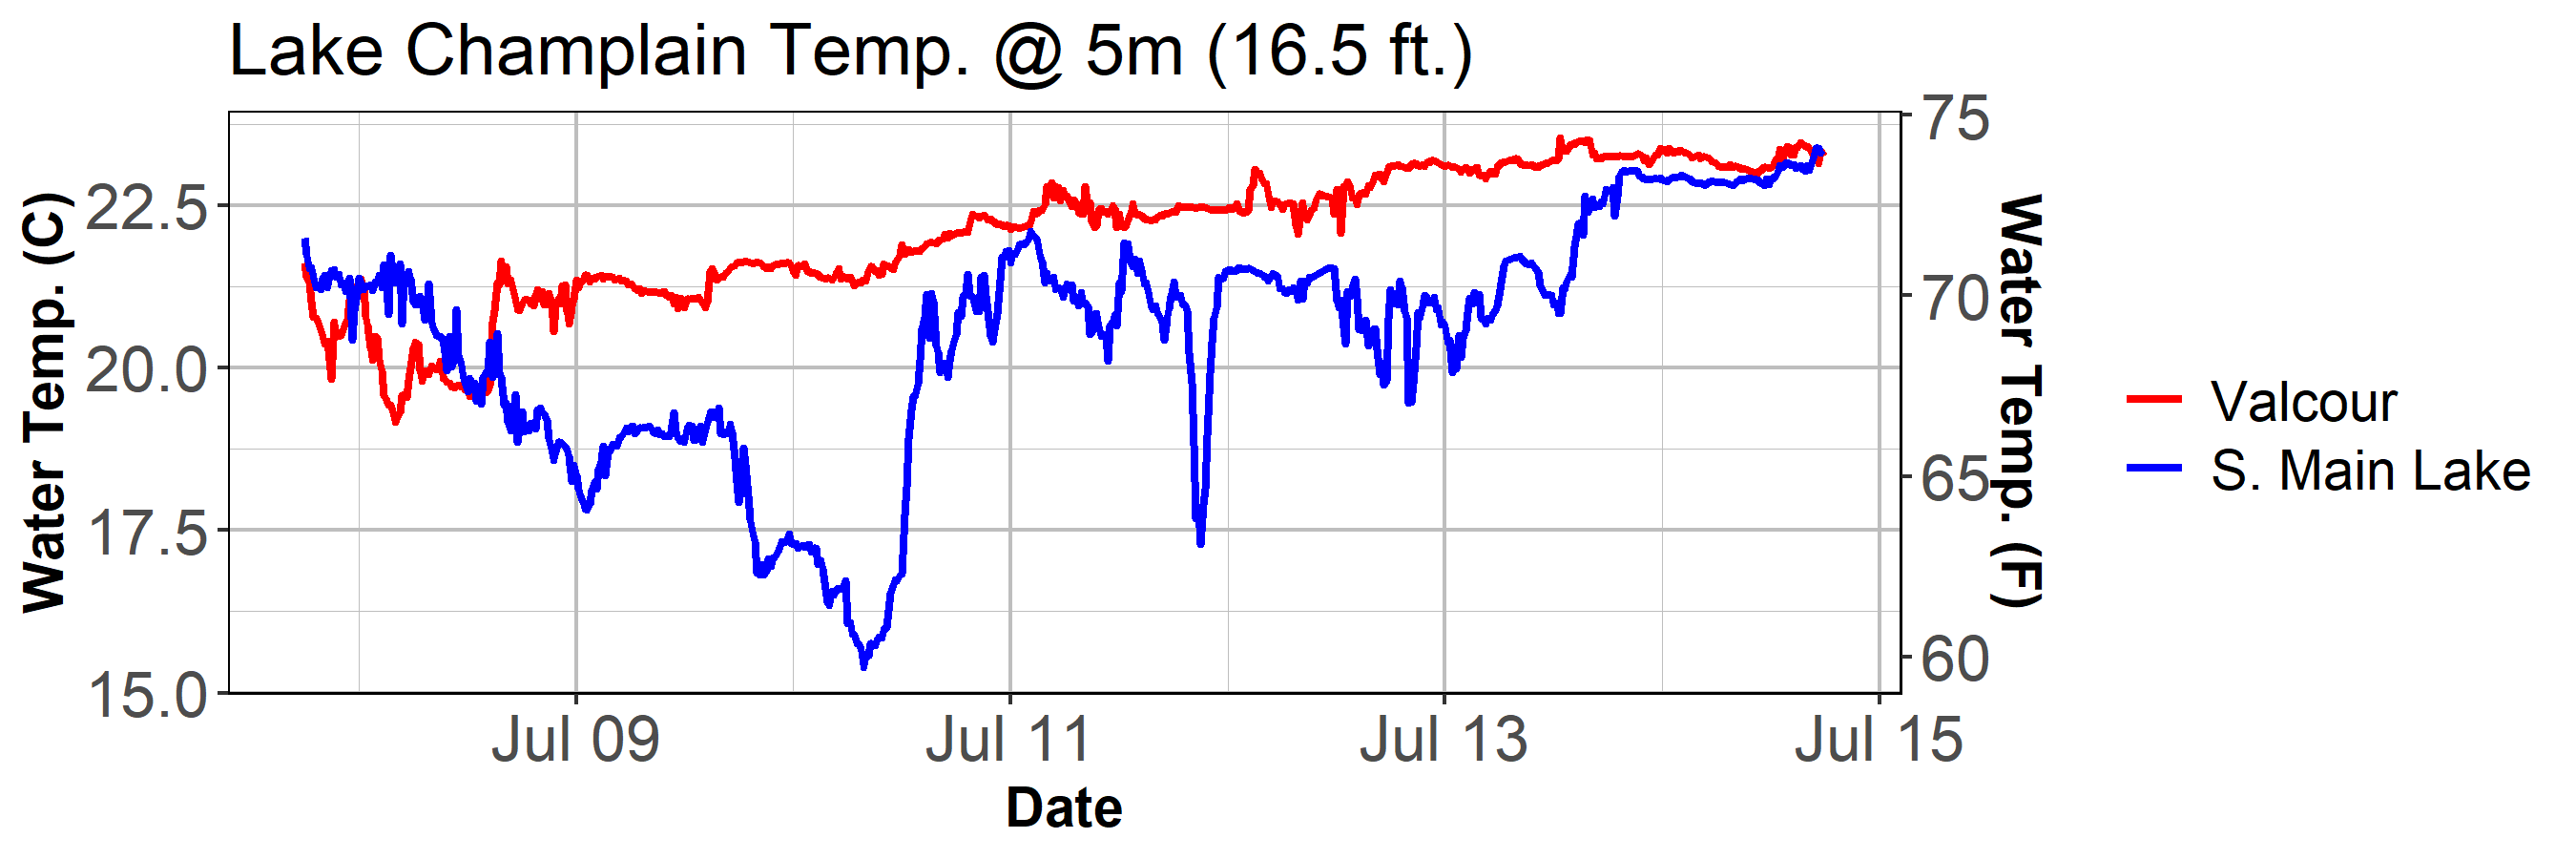 Lake Champlain Temp. @ 5m (16.5 ft.)
Water Temp. (C)
22.5
20.0
17.5
15.0
75
70
65
60
Water Temp. (F)
Jul 09
Jul 11
Jul 13
Jul 15
Date
Valcour
S. Main Lake